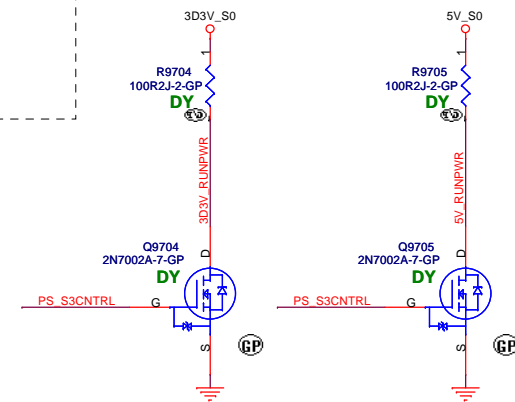 3D3V_S0
5V_S0
1
1
R9704
100R2J-2-GP
DY
R9705
100R2J-2-GP
DY
3D3V_RUNPWR
5V_RUNPWR
Q9704
2N7002A-7-GP
DY
D
Q9705
2N7002A-7-GP
DY
D
PS_S3CNTRL
G
PS_S3CNTRL
G
S
GP
S
GP